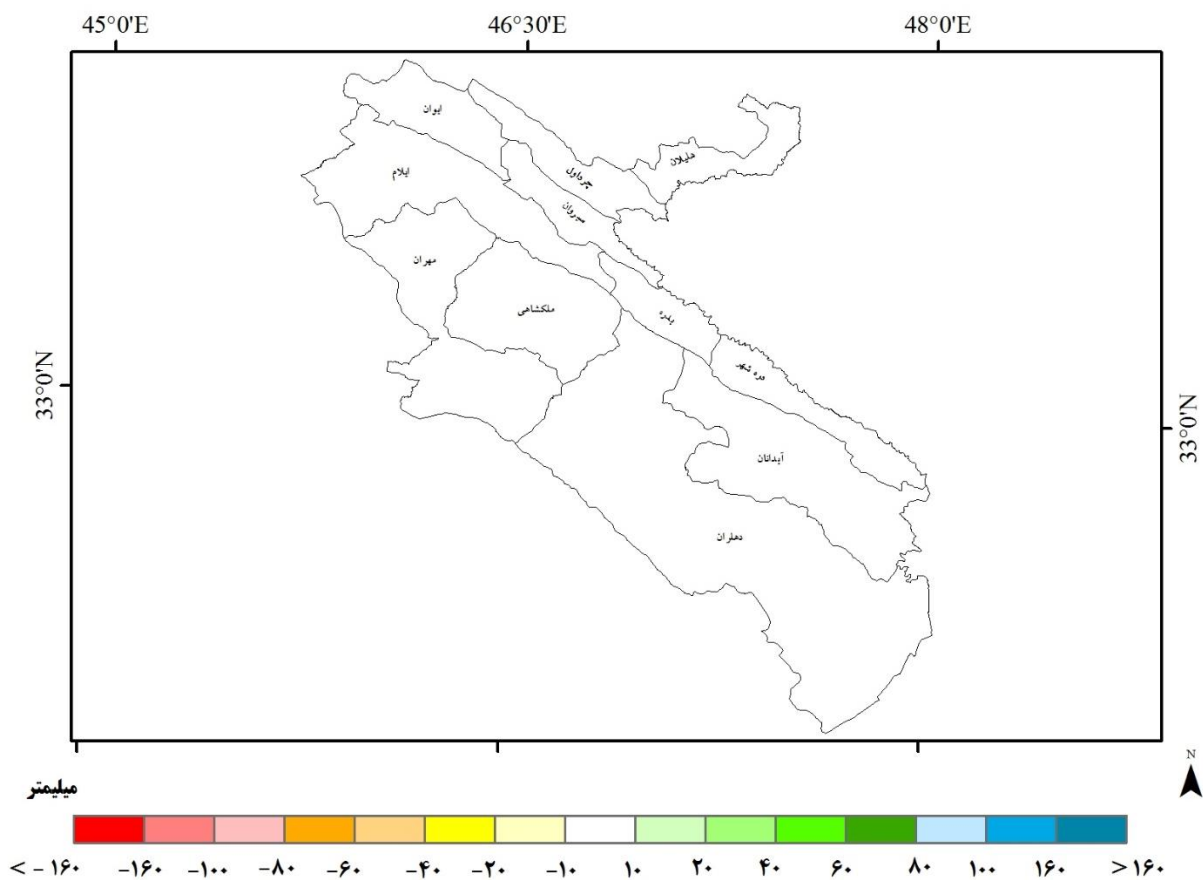 45°0'E 46°30'E 48°0'E
ایوان
هلیلان
چرداول
ایلام
سیروان
مهران
ملکشاهی
بدره
دره شهر
33°0'N
33°0'N
آبدانان
دهلران
N
میلیمتر
< -۱۶۰ -۱۶۰ -۱۰۰ -۸۰ -۶۰ -۴۰ -۲۰ -۱۰ ۱۰ ۲۰ ۴۰ ۶۰ ۸۰ ۱۰۰ ۱۶۰ >۱۶۰